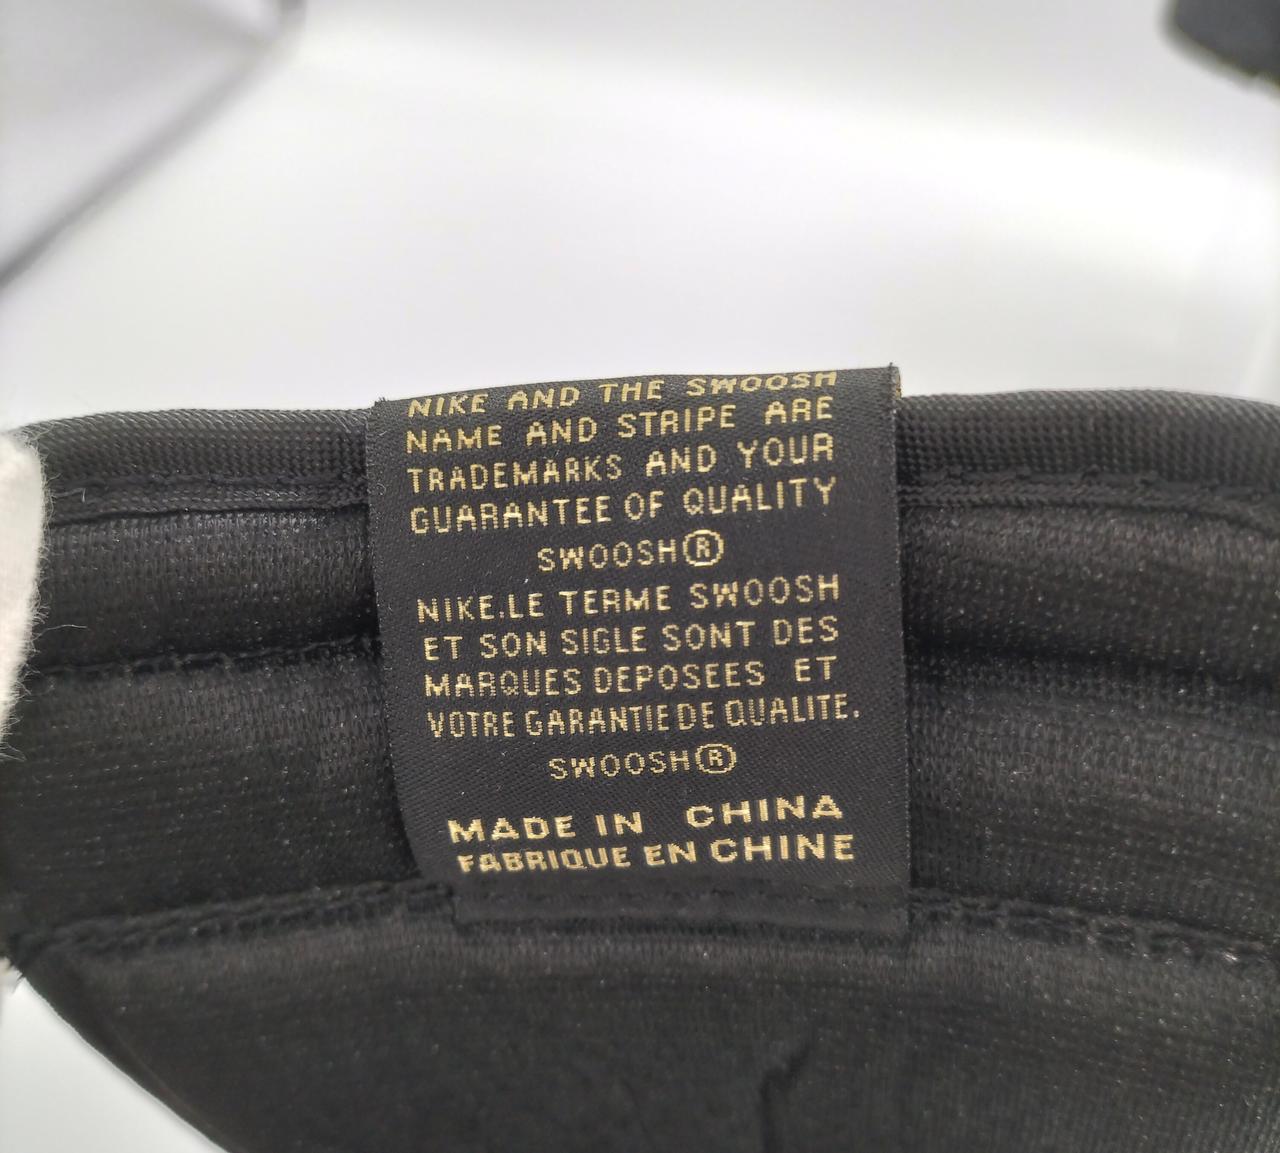 NIKE AND THE SWOOSH
NAME AND STRIPE ARE
TRADEMARKS AND YOUR
GUARANTEE OF QUALITY
SWOOSH®
NIKE.LE TERME SWOOSH
ET SON SIGLE SONT DES
MARQUES DEPOSEES ET
VOTRE GARANTIE DE QUALITE.
SWOOSH®
MADE IN CHINA
FABRIQUE EN CHINE